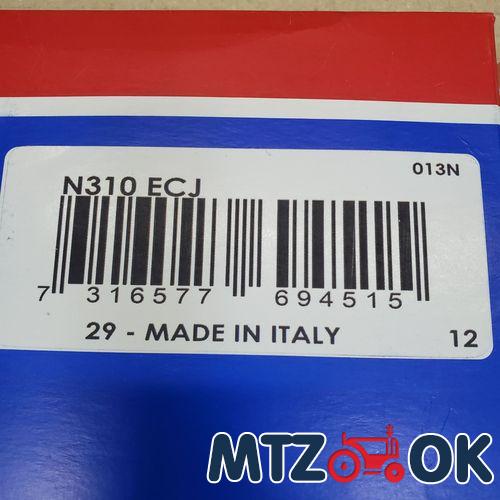 013N
N310 ECJ
7 316577 694515
29 - MADE IN ITALY
12
MTZ OK